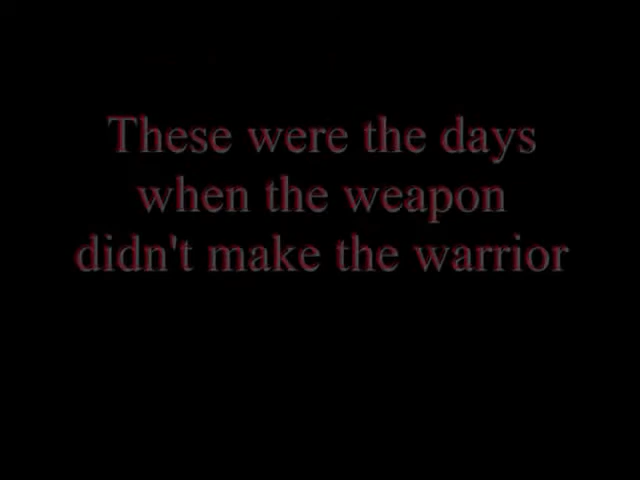 These were the days
when the weapon
didn't make the warrior